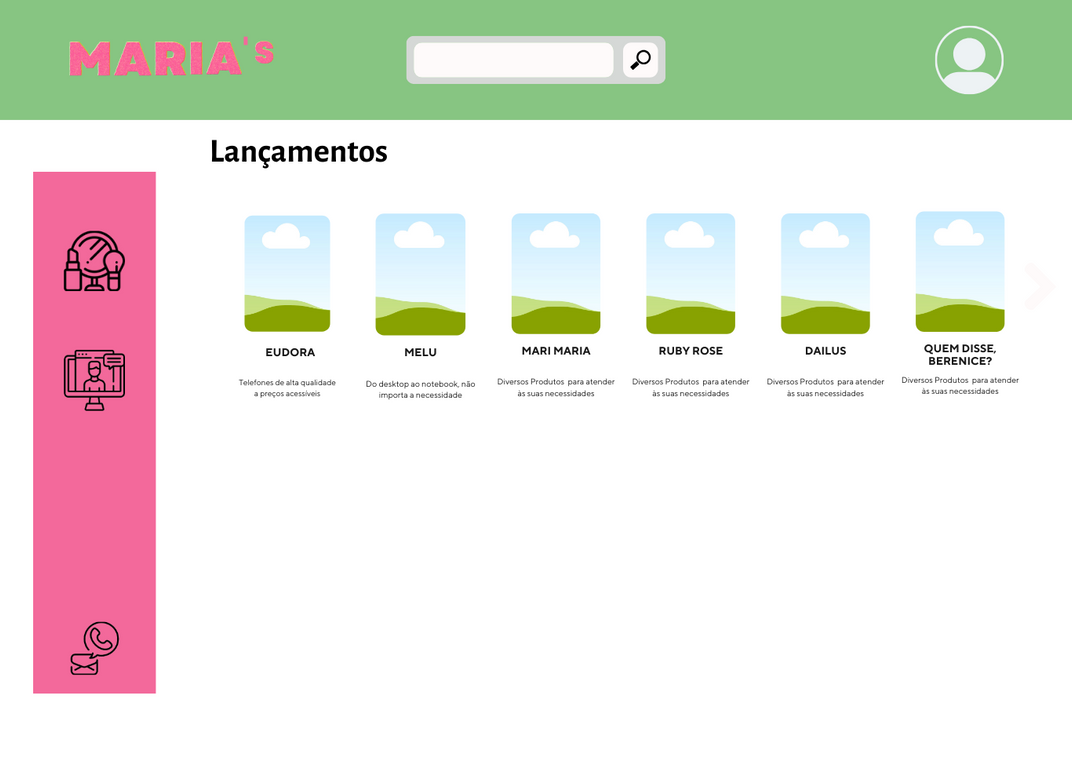 MARIA'S
Lançamentos
EUDORA
Telefones de alta qualidade
a preços acessíveis
MELU
Do desktop ao notebook, não
importa a necessidade
MARI MARIA
Diversos Produtos  para atender
às suas necessidades
RUBY ROSE
Diversos Produtos  para atender
às suas necessidades
DAILUS
Diversos Produtos  para atender
às suas necessidades
QUEM DISSE,
BERENICE?
Diversos Produtos  para atender
às suas necessidades